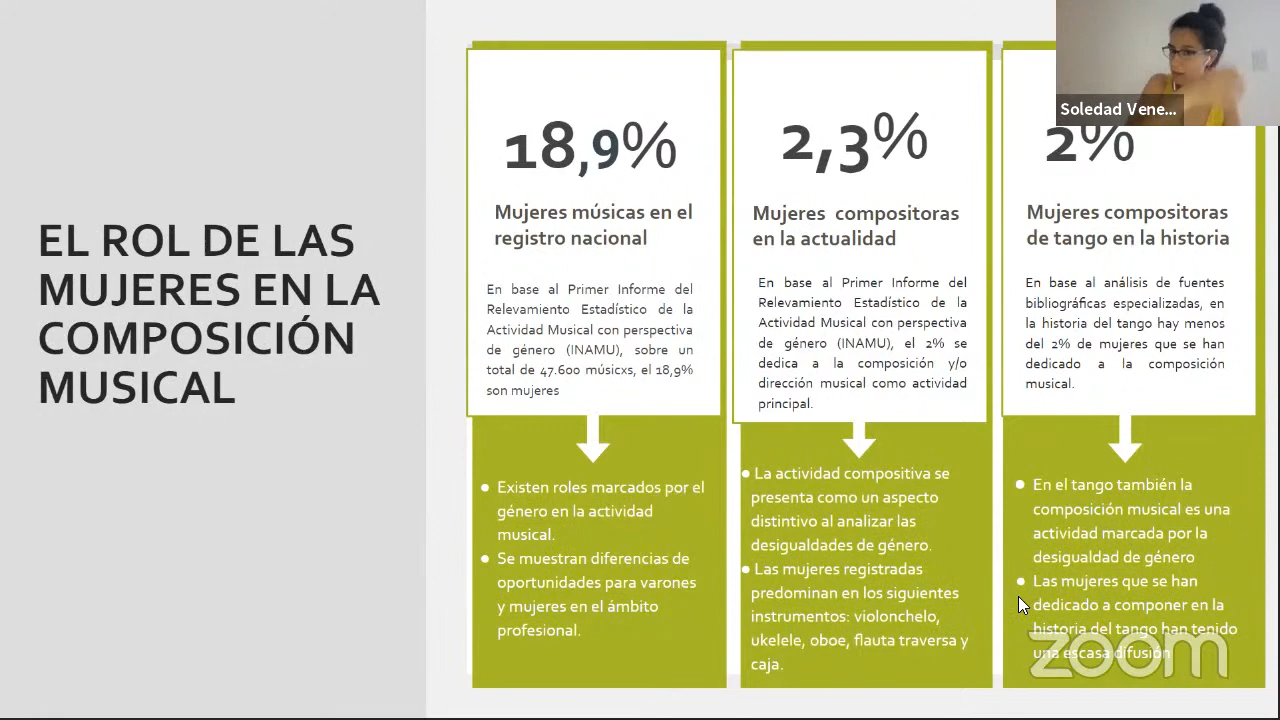 EL ROL DE LAS
MUJERES EN LA
COMPOSICIÓN
MUSICAL
18,9%
Mujeres músicas en el
registro nacional
En base al Primer Informe del
Relevamiento Estadístico de la
Actividad Musical con perspectiva
de género (INAMU), sobre un
total de 47.600 músicxs, el 18,9%
son mujeres
● Existen roles marcados por el
género en la actividad
musical.
● Se muestran diferencias de
oportunidades para varones
y mujeres en el ámbito
profesional.
2,3%
Mujeres compositoras
en la actualidad
En base al Primer Informe del
Relevamiento Estadístico de la
Actividad Musical con perspectiva
de género (INAMU), el 2% se
dedica a la composición y/o
dirección musical como actividad
principal.
● La actividad compositiva se
presenta como un aspecto
distintivo al analizar las
desigualdades de género.
● Las mujeres registradas
predominan en los siguientes
instrumentos: violonchelo,
ukelele, oboe, flauta traversa y
caja.
2%
Mujeres compositoras
de tango en la historia
En base al análisis de fuentes
bibliográficas especializadas, en
la historia del tango hay menos
del 2% de mujeres que se han
dedicado a la composición
musical.
● En el tango también la
composición musical es una
actividad marcada por la
desigualdad de género
● Las mujeres que se han
dedicado a componer en la
historia del tango han tenido
una escasa difusión
Soledad Vene...
zoom